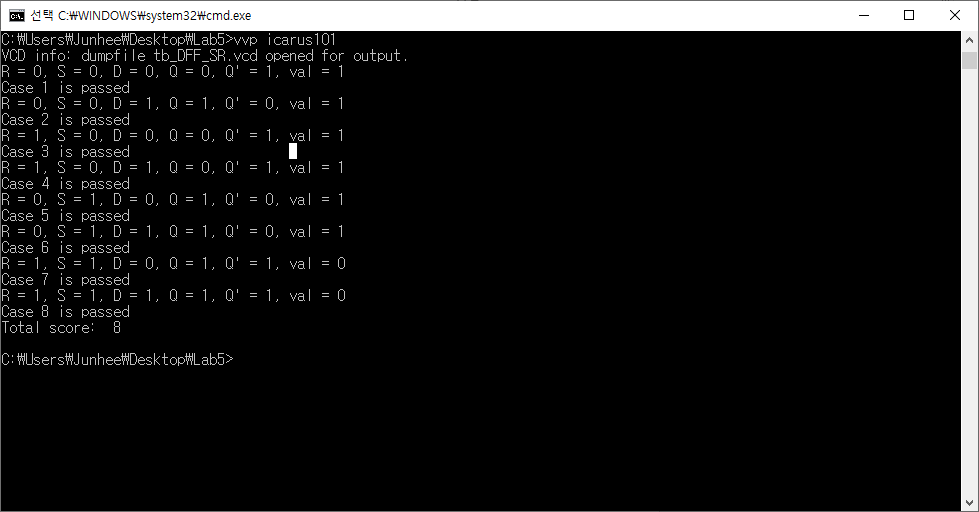 선택 C:₩WINDOWS₩system32₩cmd.exe
C:₩Users₩Junhee₩Desktop₩Lab5>vvp icarus101
VCD info: dumpfile tb_DFF_SR.vcd opened for output.
R = 0, S = 0, D = 0, Q = 0, Q' = 1, val = 1
Case 1 is passed
R = 0, S = 0, D = 1, Q = 1, Q' = 0, val = 1
Case 2 is passed
R = 1, S = 0, D = 0, Q = 0, Q' = 1, val = 1
Case 3 is passed
R = 1, S = 0, D = 1, Q = 0, Q' = 1, val = 1
Case 4 is passed
R = 0, S = 1, D = 0, Q = 1, Q' = 0, val = 1
Case 5 is passed
R = 0, S = 1, D = 1, Q = 1, Q' = 0, val = 1
Case 6 is passed
R = 1, S = 1, D = 0, Q = 1, Q' = 1, val = 0
Case 7 is passed
R = 1, S = 1, D = 1, Q = 1, Q' = 1, val = 0
Case 8 is passed
Total score:  8
C:₩Users₩Junhee₩Desktop₩Lab5>